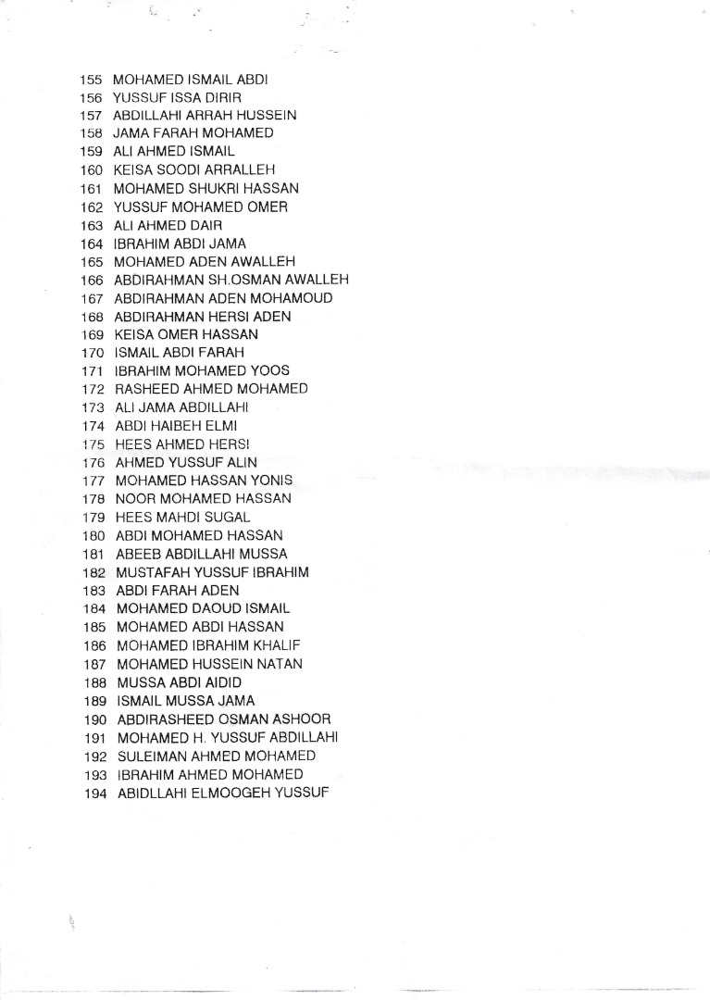 155 MOHAMED ISMAIL ABDI
156 YUSSUF ISSA DIRIR
157 ABDILLAHI ARRAH HUSSEIN
158 JAMA FARAH MOHAMED
159 ALI AHMED ISMAIL
160 KEISA SOODI ARRALLEH
161 MOHAMED SHUKRI HASSAN
162 YUSSUF MOHAMED OMER
163 ALI AHMED DAIR
164 IBRAHIM ABDI JAMA
165 MOHAMED ADEN AWALLEH
166 ABDIRAHMAN SH.OSMAN AWALLEH
167 ABDIRAHMAN ADEN MOHAMOUD
168 ABDIRAHMAN HERSI ADEN
169 KEISA OMER HASSAN
170 ISMAIL ABDI FARAH
171 IBRAHIM MOHAMED YOOS
172 RASHEED AHMED MOHAMED
173 ALI JAMA ABDILLAHI
174 ABDI HAIBEH ELMI
175 HEES AHMED HERSI
176 AHMED YUSSUF ALIN
177 MOHAMED HASSAN YONIS
178 NOOR MOHAMED HASSAN
179 HEES MAHDI SUGAL
180 ABDI MOHAMED HASSAN
181 ABEEB ABDILLAHI MUSSA
182 MUSTAFAH YUSSUF IBRAHIM
183 ABDI FARAH ADEN
184 MOHAMED DAOUD ISMAIL
185 MOHAMED ABDI HASSAN
186 MOHAMED IBRAHIM KHALIF
187 MOHAMED HUSSEIN NATAN
188 MUSSA ABDI AIDID
189 ISMAIL MUSSA JAMA
190 ABDIRASHEED OSMAN ASHOOR
191 MOHAMED H. YUSSUF ABDILLAHI
192 SULEIMAN AHMED MOHAMED
193 IBRAHIM AHMED MOHAMED
194 ABIDLLAHI ELMOOGEH YUSSUF